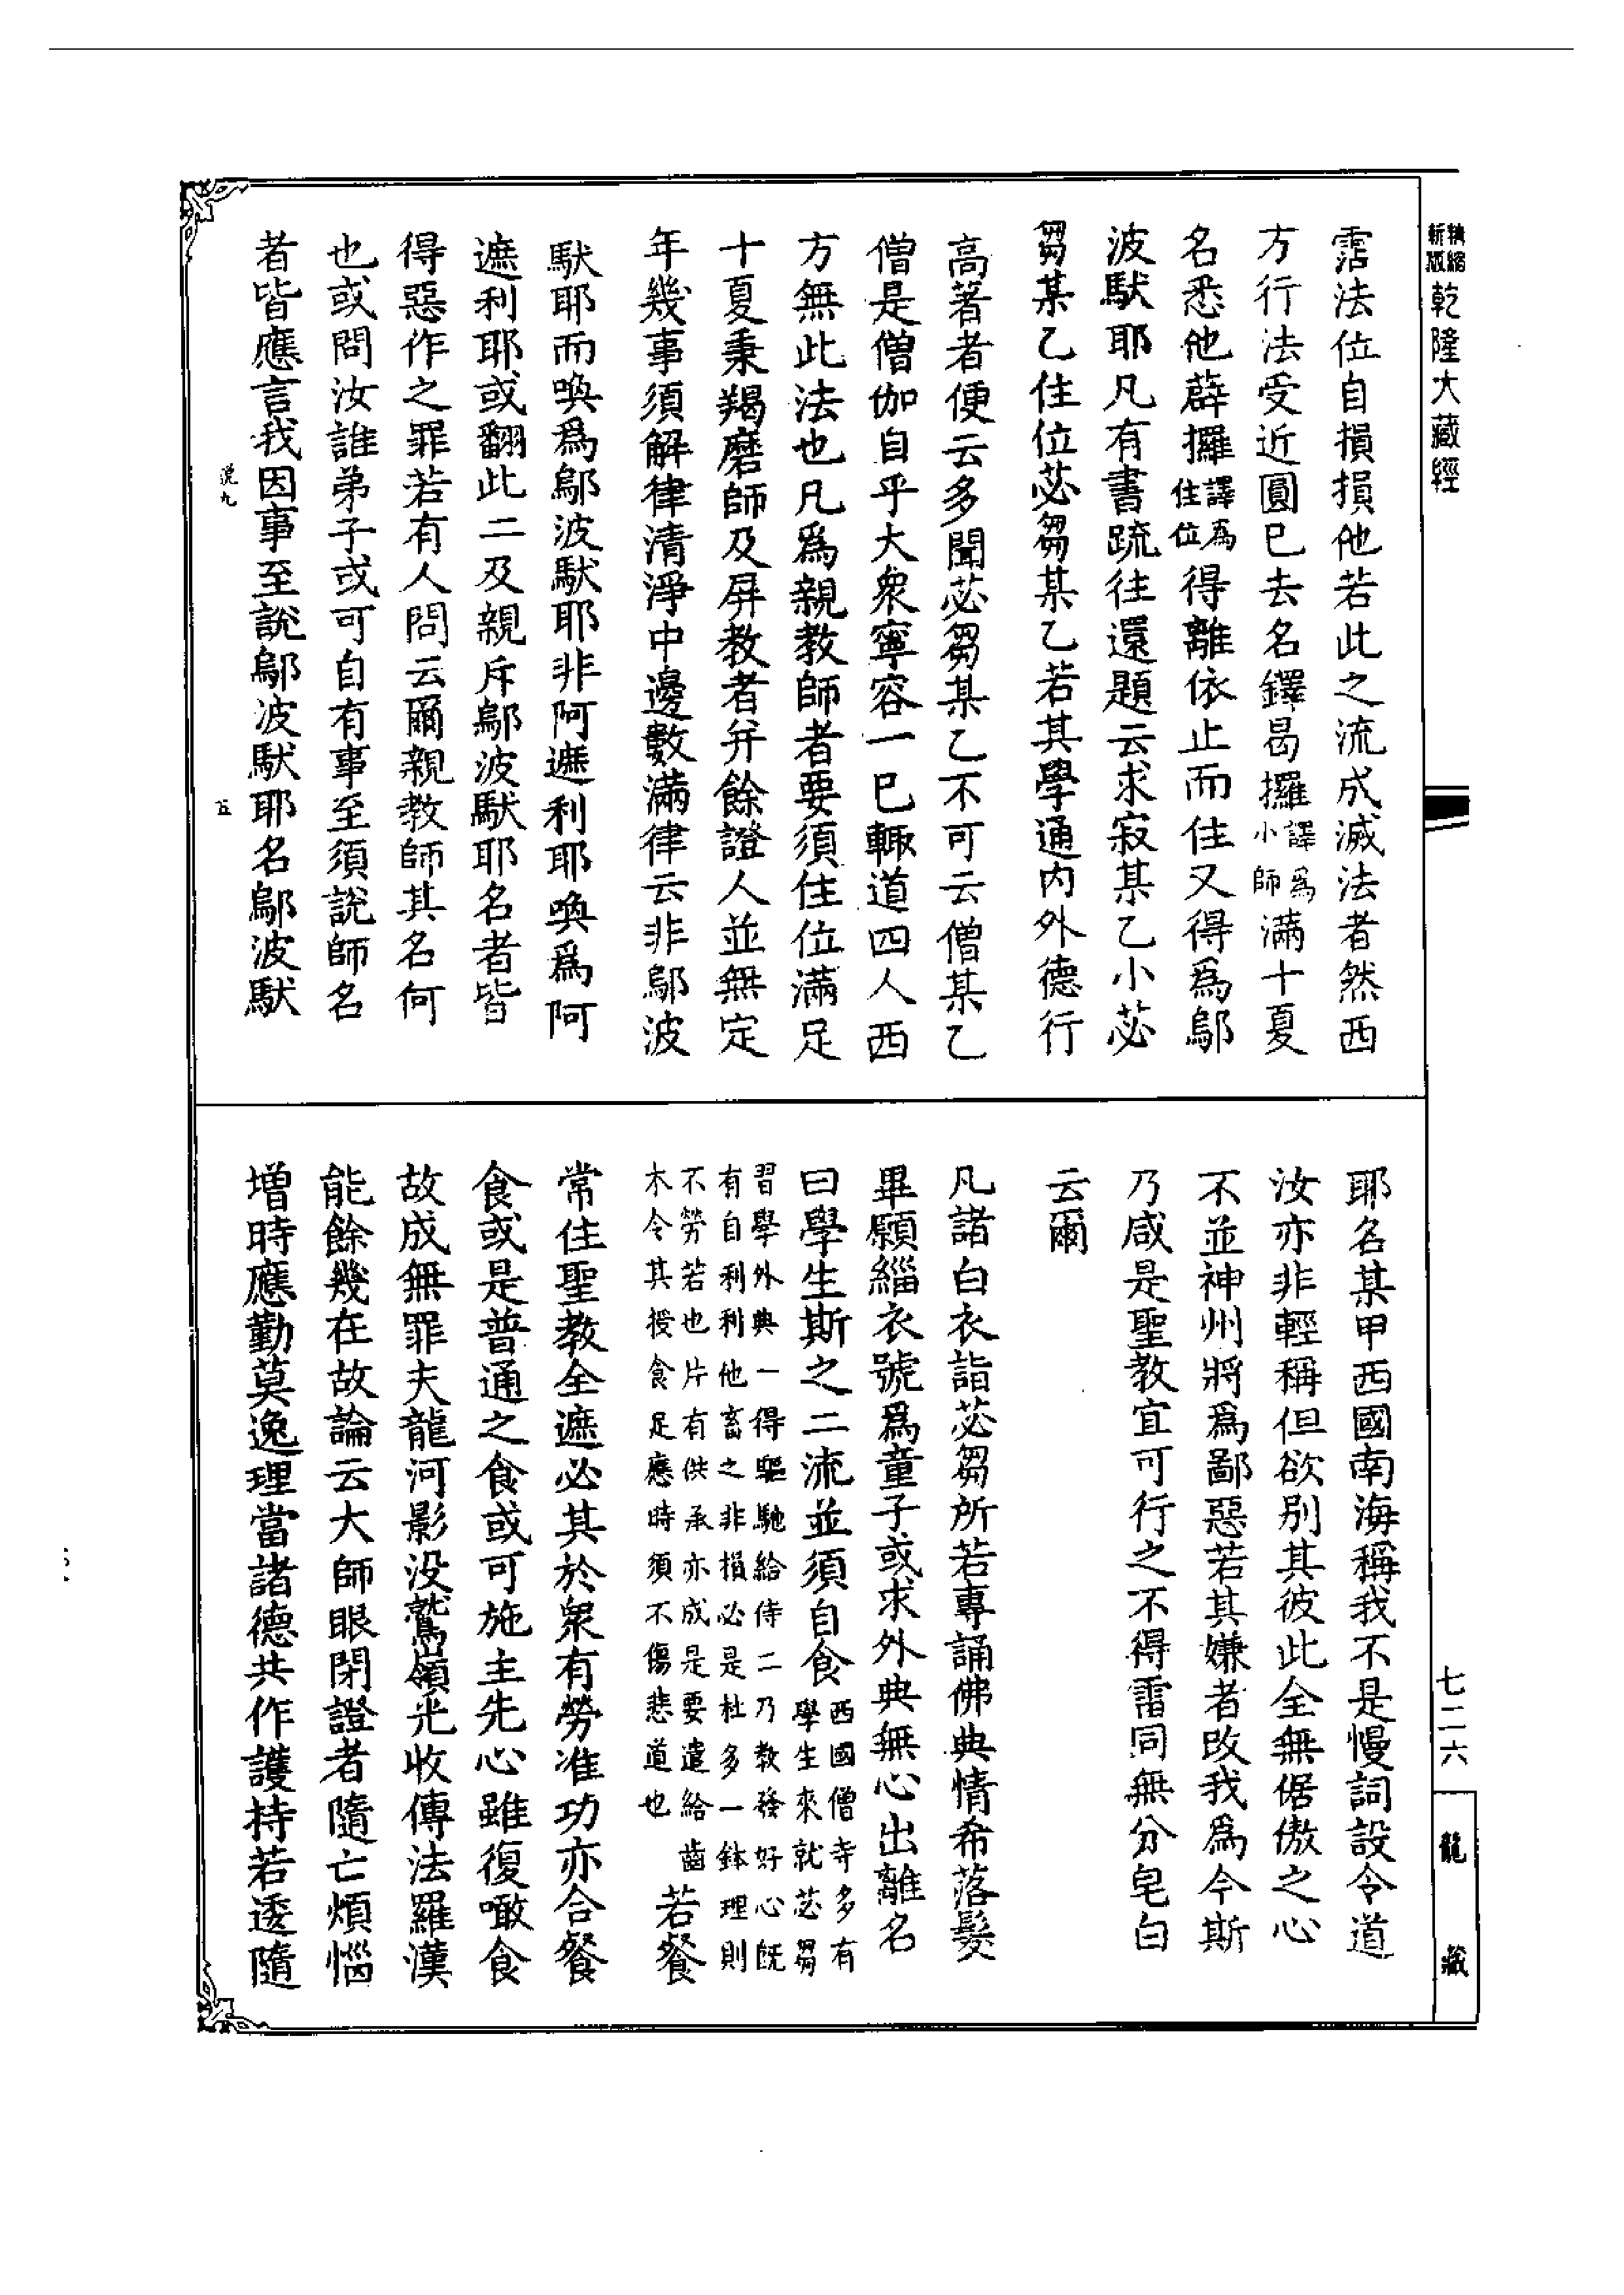 精縮
新版
乾隆大藏經
霑法位自損損他若此之流成滅法者然西
方行法受近圓已去名鐸曷攞譯爲小師滿十夏
名悉他薜攞譯爲住位得離依止而住又得爲鄔
波馱耶凡有書䟽往還題云求寂某乙小苾
芻某乙住位苾芻某乙若其學通內外德行
高著者便云多聞苾芻某乙不可云僧某乙
僧是僧伽自乎大衆寧容一己輙道四人西
方無此法也凡爲親教師者要須住位滿足
十夏秉羯磨師及屏教者并餘證人並無定
年幾事須解律清淨中邊數滿律云非鄔波
馱耶而喚爲鄔波馱耶非阿遮利耶喚爲阿
遮利耶或翻此二及親斥鄔波馱耶名者皆
得惡作之罪若有人問云爾親教師其名何
也或問汝誰弟子或可自有事至須說師名
者皆應言我因事至說鄔波馱耶名鄔波馱
說九
五
耶名某甲西國南海稱我不是慢詞設令道
汝亦非輕稱但欲別其彼此全無倨傲之心
不並神州將爲鄙惡若其嫌者改我爲今斯
乃咸是聖教宜可行之不得雷同無分皂白
云爾
凡諸白衣詣苾芻所若專誦佛典情希落髮
畢願緇衣號爲童子或求外典無心出離名
曰學生斯之二流並須自食西國僧寺多有學生來就苾芻
習學外典一得驅馳給侍二乃教發好心既
有自利利他畜之非損必是杜多一鉢理則
不勞若也片有供承亦成是要遣給齒
木令其授食足應時須不傷悲道也若餐
常住聖教全遮必其於衆有勞准功亦合餐
食或是普通之食或可施主先心雖復噉食
故成無罪夫龍河影没鷲嶺光收傳法羅漢
能餘幾在故論云大師眼閉證者隨亡煩惱
增時應勤莫逸理當諸德共作護持若逶隨
七二六
龍藏